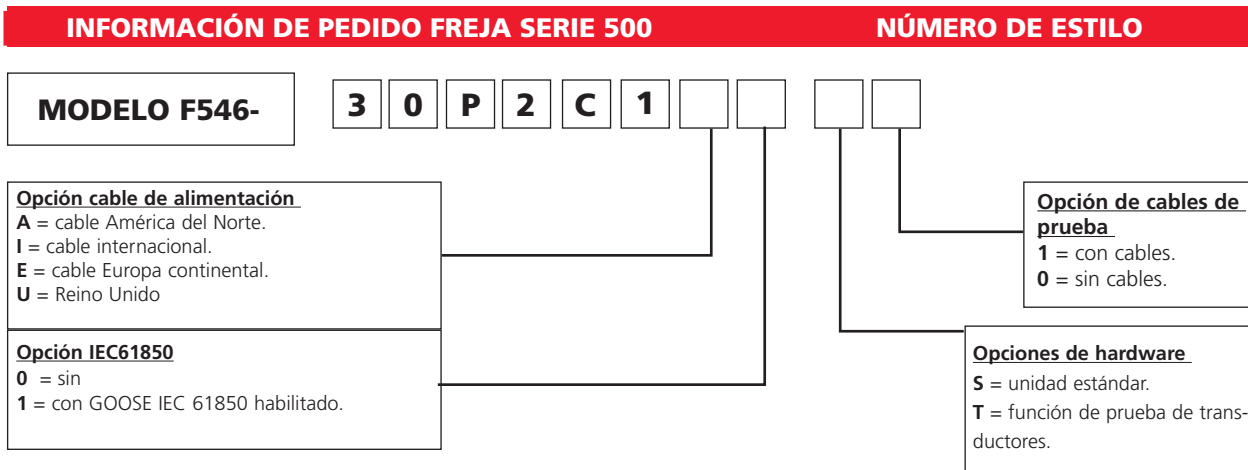 INFORMACIÓN DE PEDIDO FREJA SERIE 500 NÚMERO DE ESTILO
MODELO F546- 3 0 P 2 C 1
Opción cable de alimentación
A = cable América del Norte.
I = cable internacional.
E = cable Europa continental.
U = Reino Unido
Opción IEC61850
0 = sin
1 = con GOOSE IEC 61850 habilitado.
Opción de cables de
prueba
1 = con cables.
0 = sin cables.
Opciones de hardware
S = unidad estándar.
T = función de prueba de trans-
ductores.